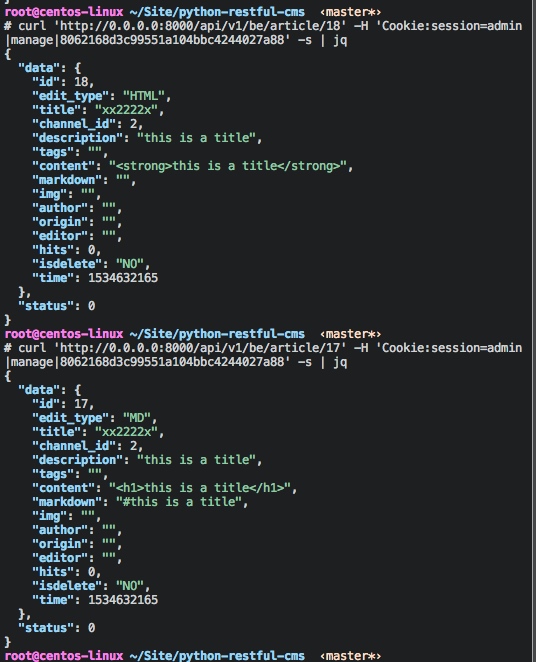 }
root@centos-linux ~/Site/python-restful-cms ‹master*›
# curl 'http://0.0.0.0:8000/api/v1/be/article/18' -H 'Cookie:session=admin
|manage|8062168d3c99551a104bbc4244027a88' -s | jq
{
  "data": {
    "id": 18,
    "edit_type": "HTML",
    "title": "xx2222x",
    "channel_id": 2,
    "description": "this is a title",
    "tags": "",
    "content": "<strong>this is a title</strong>",
    "markdown": "",
    "img": "",
    "author": "",
    "origin": "",
    "editor": "",
    "hits": 0,
    "isdelete": "NO",
    "time": 1534632165
  },
  "status": 0
}
root@centos-linux ~/Site/python-restful-cms ‹master*›
# curl 'http://0.0.0.0:8000/api/v1/be/article/17' -H 'Cookie:session=admin
|manage|8062168d3c99551a104bbc4244027a88' -s | jq
{
  "data": {
    "id": 17,
    "edit_type": "MD",
    "title": "xx2222x",
    "channel_id": 2,
    "description": "this is a title",
    "tags": "",
    "content": "<h1>this is a title</h1>",
    "markdown": "#this is a title",
    "img": "",
    "author": "",
    "origin": "",
    "editor": "",
    "hits": 0,
    "isdelete": "NO",
    "time": 1534632165
  },
  "status": 0
}
root@centos-linux ~/Site/python-restful-cms ‹master*›